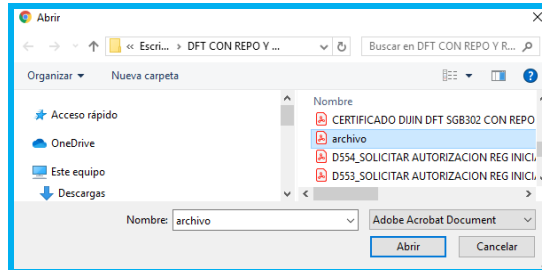 Abrir
« Escri... > DFT CON REPO Y ...
Buscar en DFT CON REPO Y R...
Organizar
Nueva carpeta
Nombre
Acceso rápido
CERTIFICADO DIJIN DFT SGB302 CON REPO
archivo
OneDrive
D554_SOLICITAR AUTORIZACION REG INICI
Este equipo
D553_SOLICITAR AUTORIZACION REG INICI
Descargas
Nombre: archivo
Adobe Acrobat Document
Abrir
Cancelar